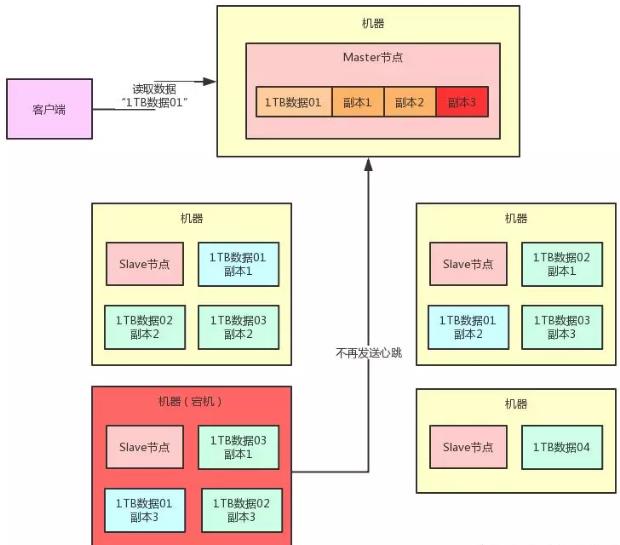 机器
Master节点
1TB数据01
副本1
副本2
副本3
客户端
读取数据
“1TB数据01”
机器
Slave节点
1TB数据01
副本1
1TB数据02
副本2
1TB数据03
副本2
机器
Slave节点
1TB数据02
副本1
1TB数据01
副本2
1TB数据03
副本3
不再发送心跳
机器（宕机）
Slave节点
1TB数据03
副本1
1TB数据01
副本3
1TB数据02
副本3
机器
Slave节点
1TB数据04